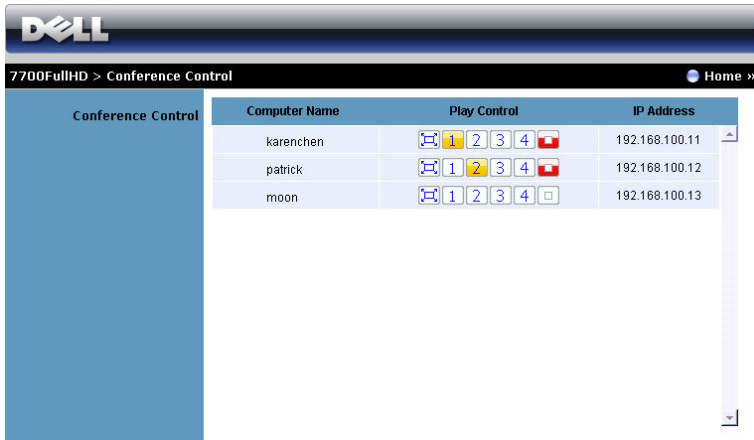 DELL
7700FullHD > Conference Control
Home »
Conference Control
Computer Name Play Control IP Address
karenchen 1 2 3 4 192.168.100.11
patrick 1 2 3 4 192.168.100.12
moon 1 2 3 4 192.168.100.13